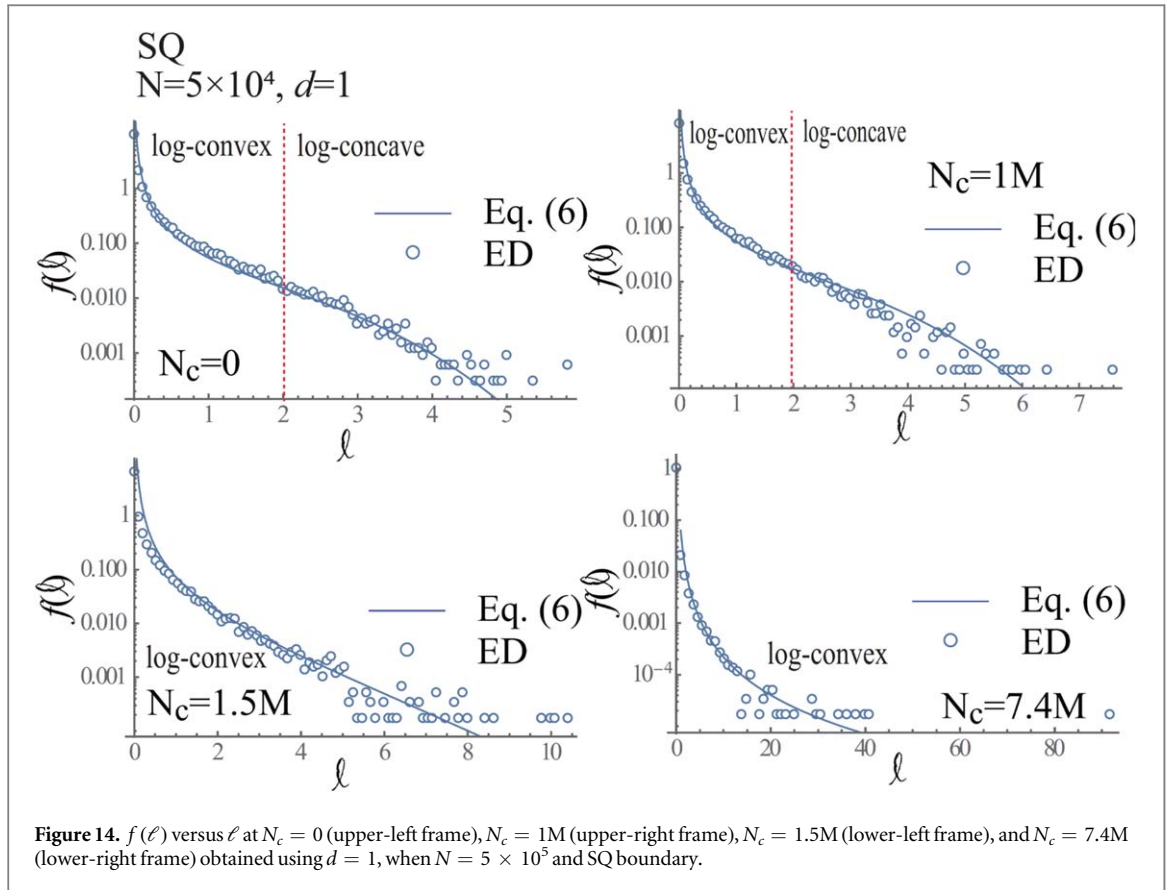 SQ
N=5×10⁴, d=1
log-convex log-concave
1
0.100
0.010
0.001
f(ℓ)
Eq. (6)
ED
N_c=0
0 1 2 3 4 5
ℓ
log-convex log-concave
N_c=1M
1
0.100
0.010
0.001
f(ℓ)
Eq. (6)
ED
0 1 2 3 4 5 6 7
ℓ
1
0.100
0.010
0.001
f(ℓ)
Eq. (6)
ED
log-convex
N_c=1.5M
0 2 4 6 8 10
ℓ
1
0.100
0.010
0.001
10⁻⁴
f(ℓ)
Eq. (6)
ED
log-convex
N_c=7.4M
0 20 40 60 80
ℓ
Figure 14. f(ℓ) versus ℓ at N_c = 0 (upper-left frame), N_c = 1M (upper-right frame), N_c = 1.5M (lower-left frame), and N_c = 7.4M
(lower-right frame) obtained using d = 1, when N = 5 × 10⁵ and SQ boundary.